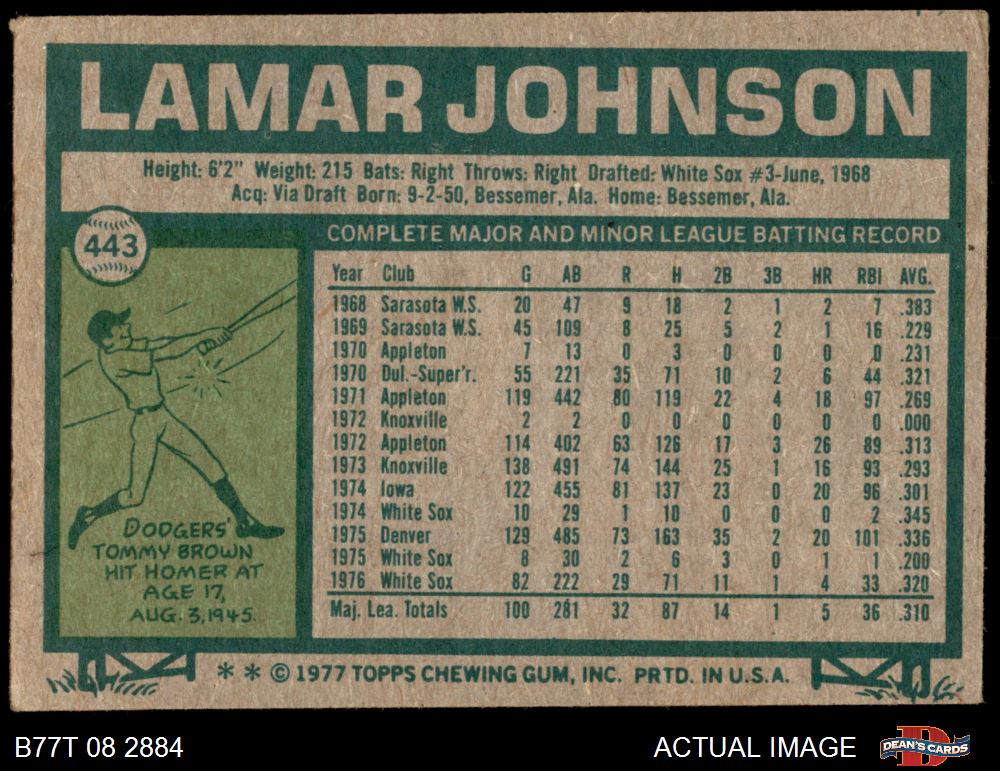 LAMAR JOHNSON
Height: 6'2" Weight: 215 Bats: Right Throws: Right Drafted: White Sox #3-June, 1968
Acq: Via Draft Born: 9-2-50, Bessemer, Ala. Home: Bessemer, Ala.
443
DODGERS'
TOMMY BROWN
HIT HOMER AT
AGE 17,
AUG. 3, 1945.
COMPLETE MAJOR AND MINOR LEAGUE BATTING RECORD
Year Club G AB R H 2B 3B HR RBI AVG.
1968 Sarasota W.S. 20 47 9 18 2 1 2 7 .383
1969 Sarasota W.S. 45 109 8 25 5 2 1 16 .229
1970 Appleton 7 13 0 3 0 0 0 0 .231
1970 Dul.-Super'r. 55 221 35 71 10 2 6 44 .321
1971 Appleton 119 442 80 119 22 4 18 97 .269
1972 Knoxville 2 2 0 0 0 0 0 0 .000
1972 Appleton 114 402 63 126 17 3 26 89 .313
1973 Knoxville 138 491 74 144 25 1 16 93 .293
1974 Iowa 122 455 81 137 23 0 20 96 .301
1974 White Sox 10 29 1 10 0 0 0 2 .345
1975 Denver 129 485 73 163 35 2 20 101 .336
1975 White Sox 8 30 2 6 3 0 1 1 .200
1976 White Sox 82 222 29 71 11 1 4 33 .320
Maj. Lea. Totals 100 281 32 87 14 1 5 36 .310
* * © 1977 TOPPS CHEWING GUM, INC. PRTD. IN U.S.A.
B77T 08 2884
ACTUAL IMAGE
D
DEAN'S CARDS